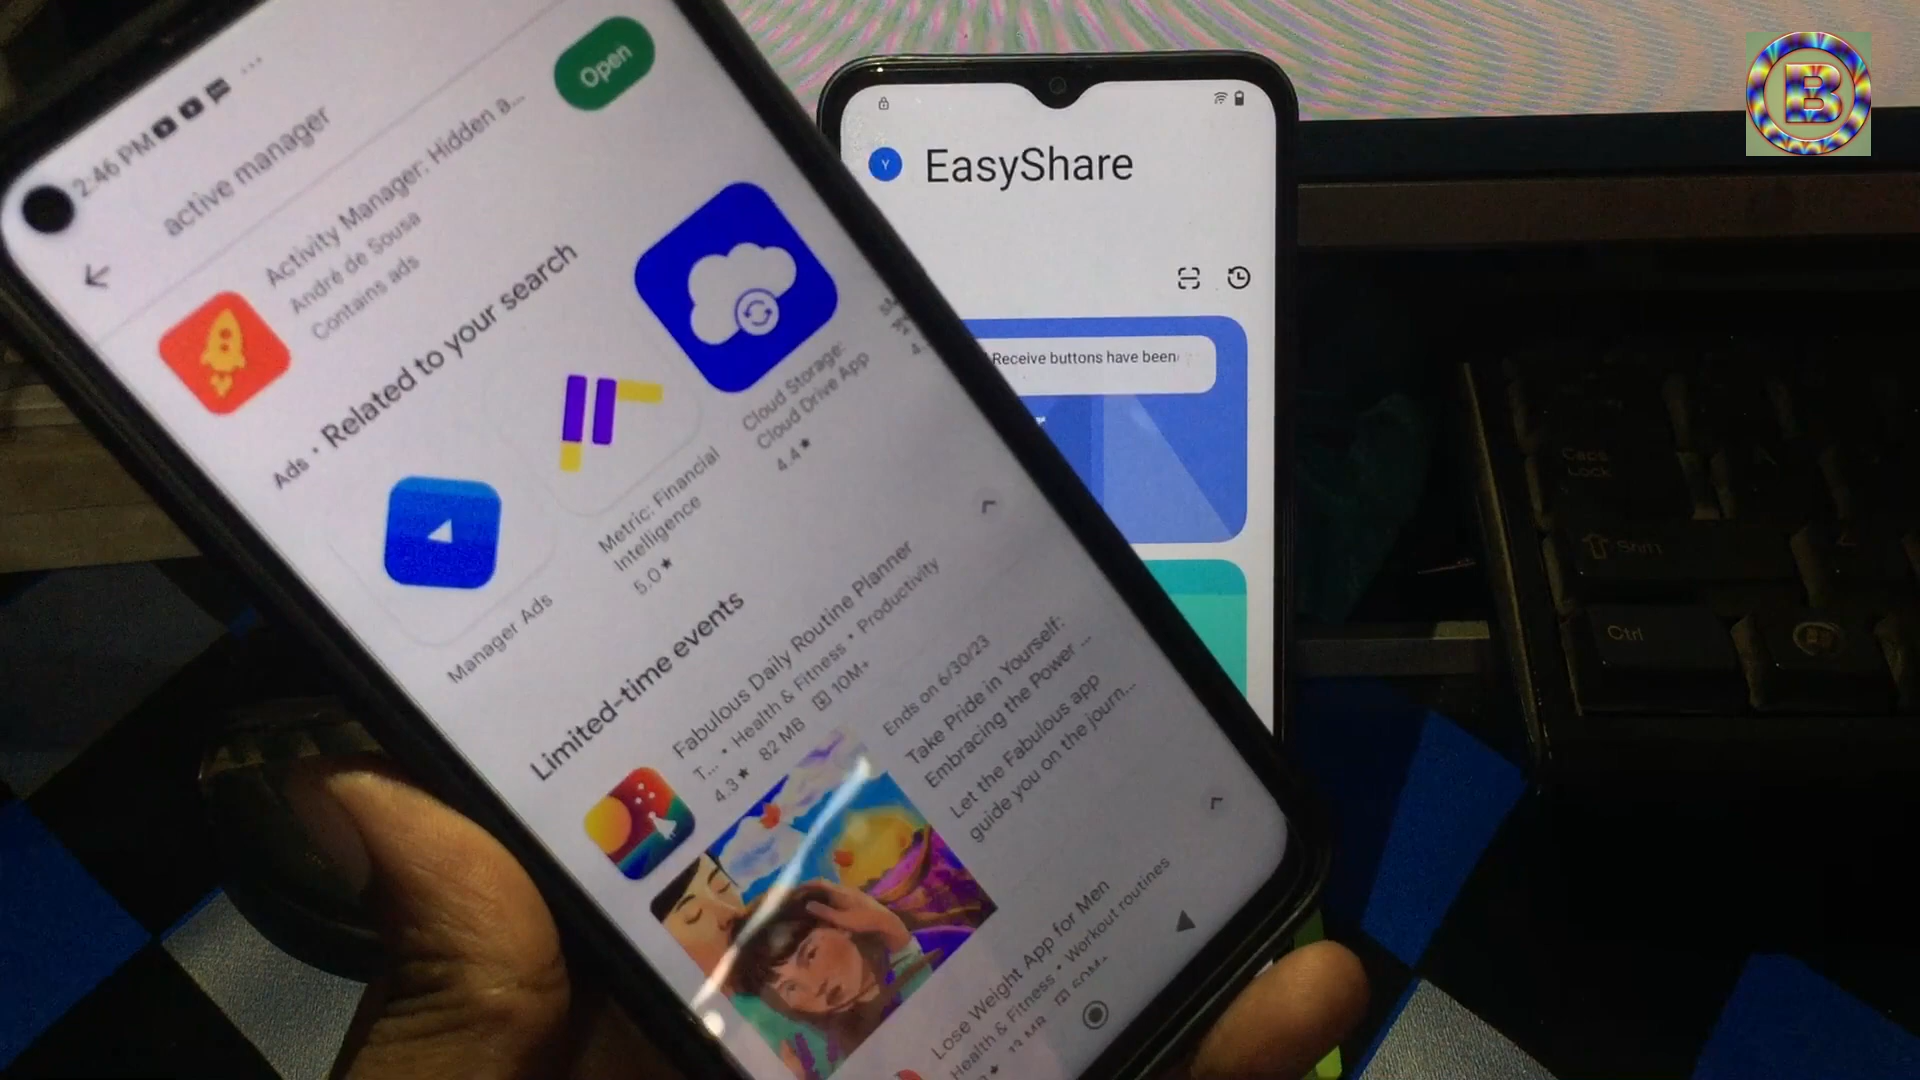 2:46 PM
active manager
Activity Manager: Hidden a...
André de Sousa
Contains ads
Open
Ads • Related to your search
Manager Ads
Metric: Financial
Intelligence
5.0★
Cloud Storage:
Cloud Drive App
4.4★
Limited-time events
Fabulous Daily Routine Planner
T... • Health & Fitness • Productivity
4.3★ 82 MB 10M+
Ends on 6/30/23
Take Pride in Yourself:
Embracing the Power ...
Let the Fabulous app
guide you on the journ...
Lose Weight App for Men
Health & Fitness • Workout routines
Y
EasyShare
Receive buttons have been
B
Caps
Lock
A
Ctrl